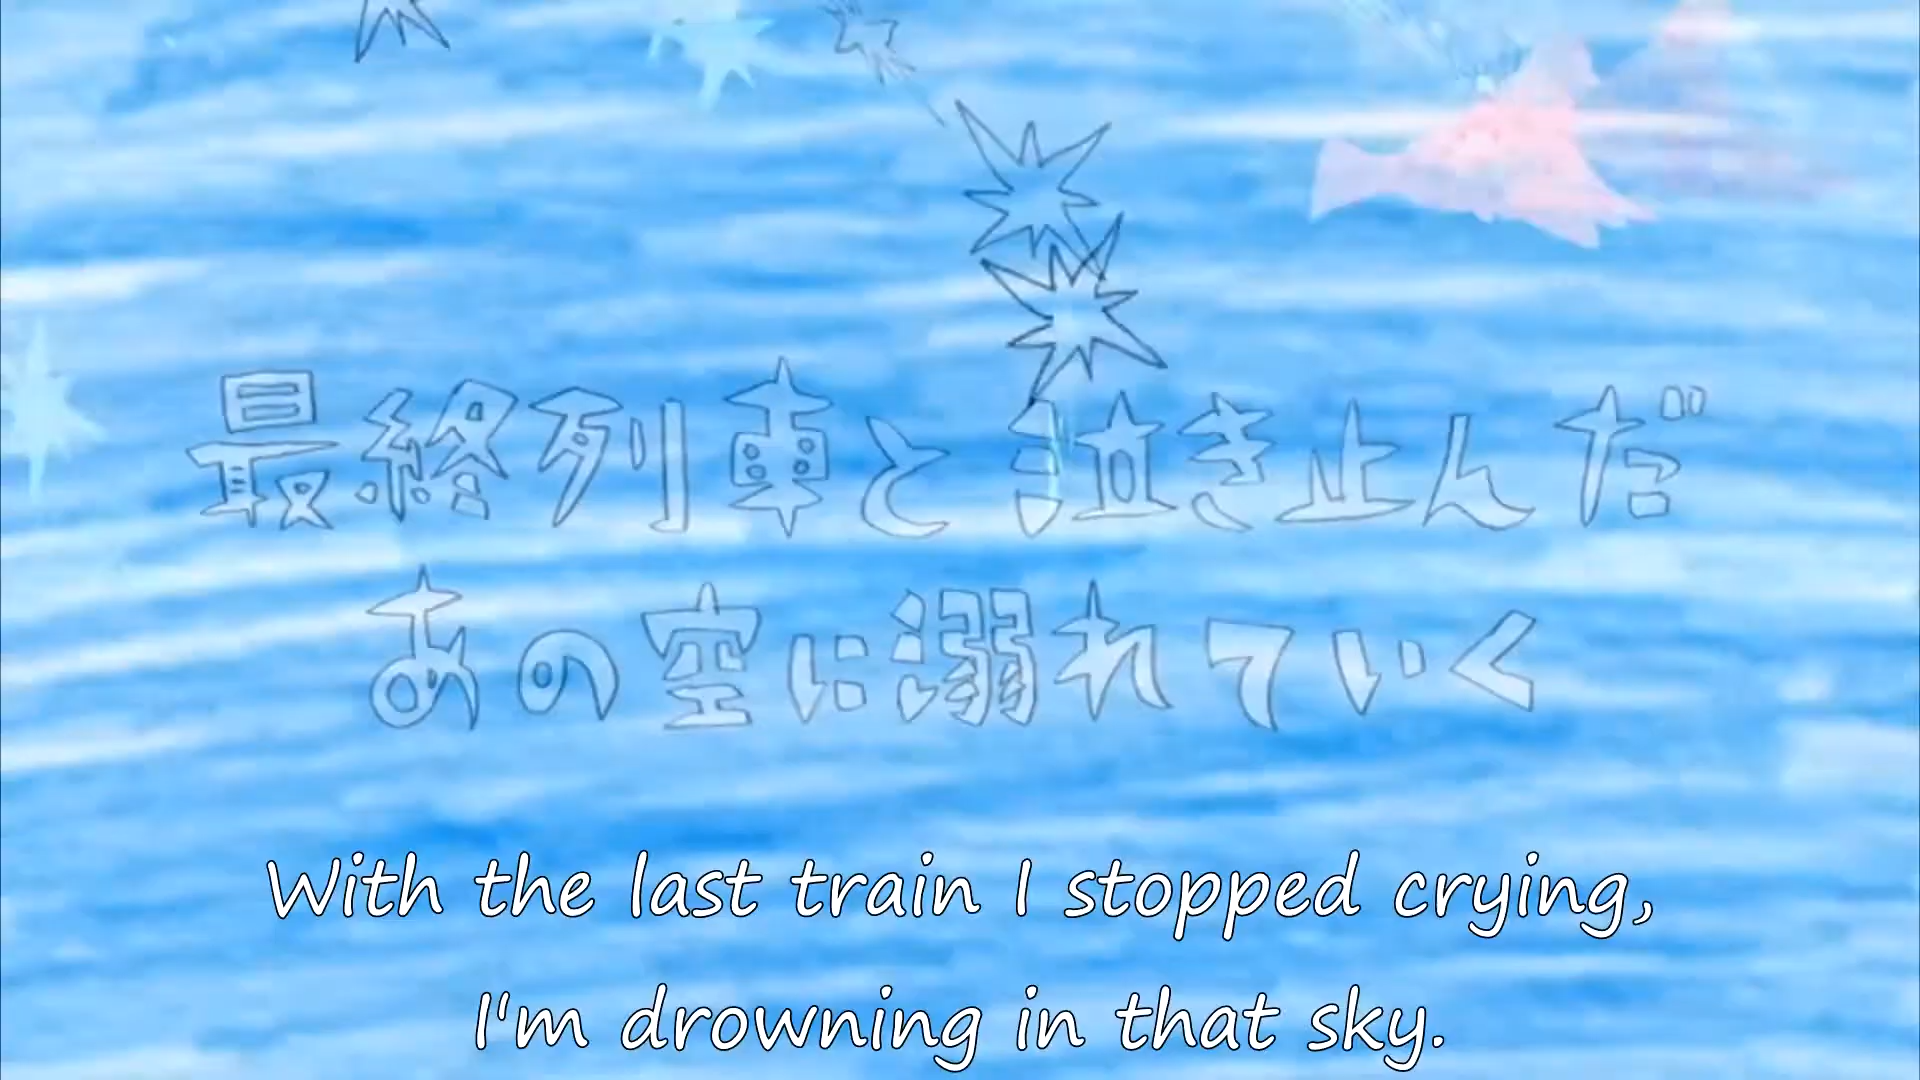 最終列車と泣き止んだ
あの空に溺れていく
With the last train I stopped crying,
I'm drowning in that sky.